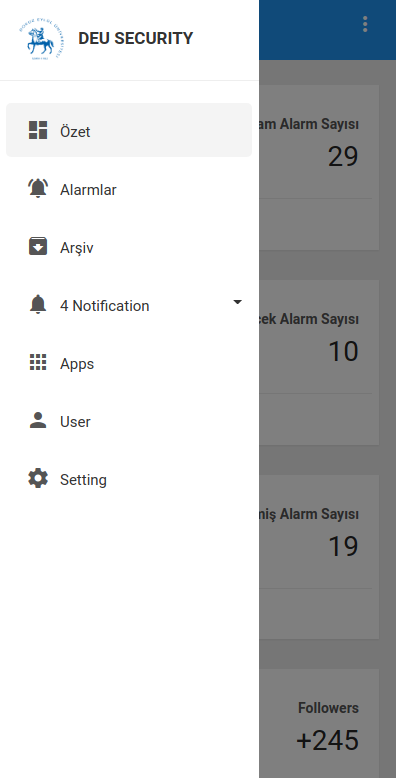 DEU SECURITY
Özet
Alarmlar
Arşiv
4 Notification
Apps
User
Setting
am Alarm Sayısı
29
cek Alarm Sayısı
10
miş Alarm Sayısı
19
Followers
+245